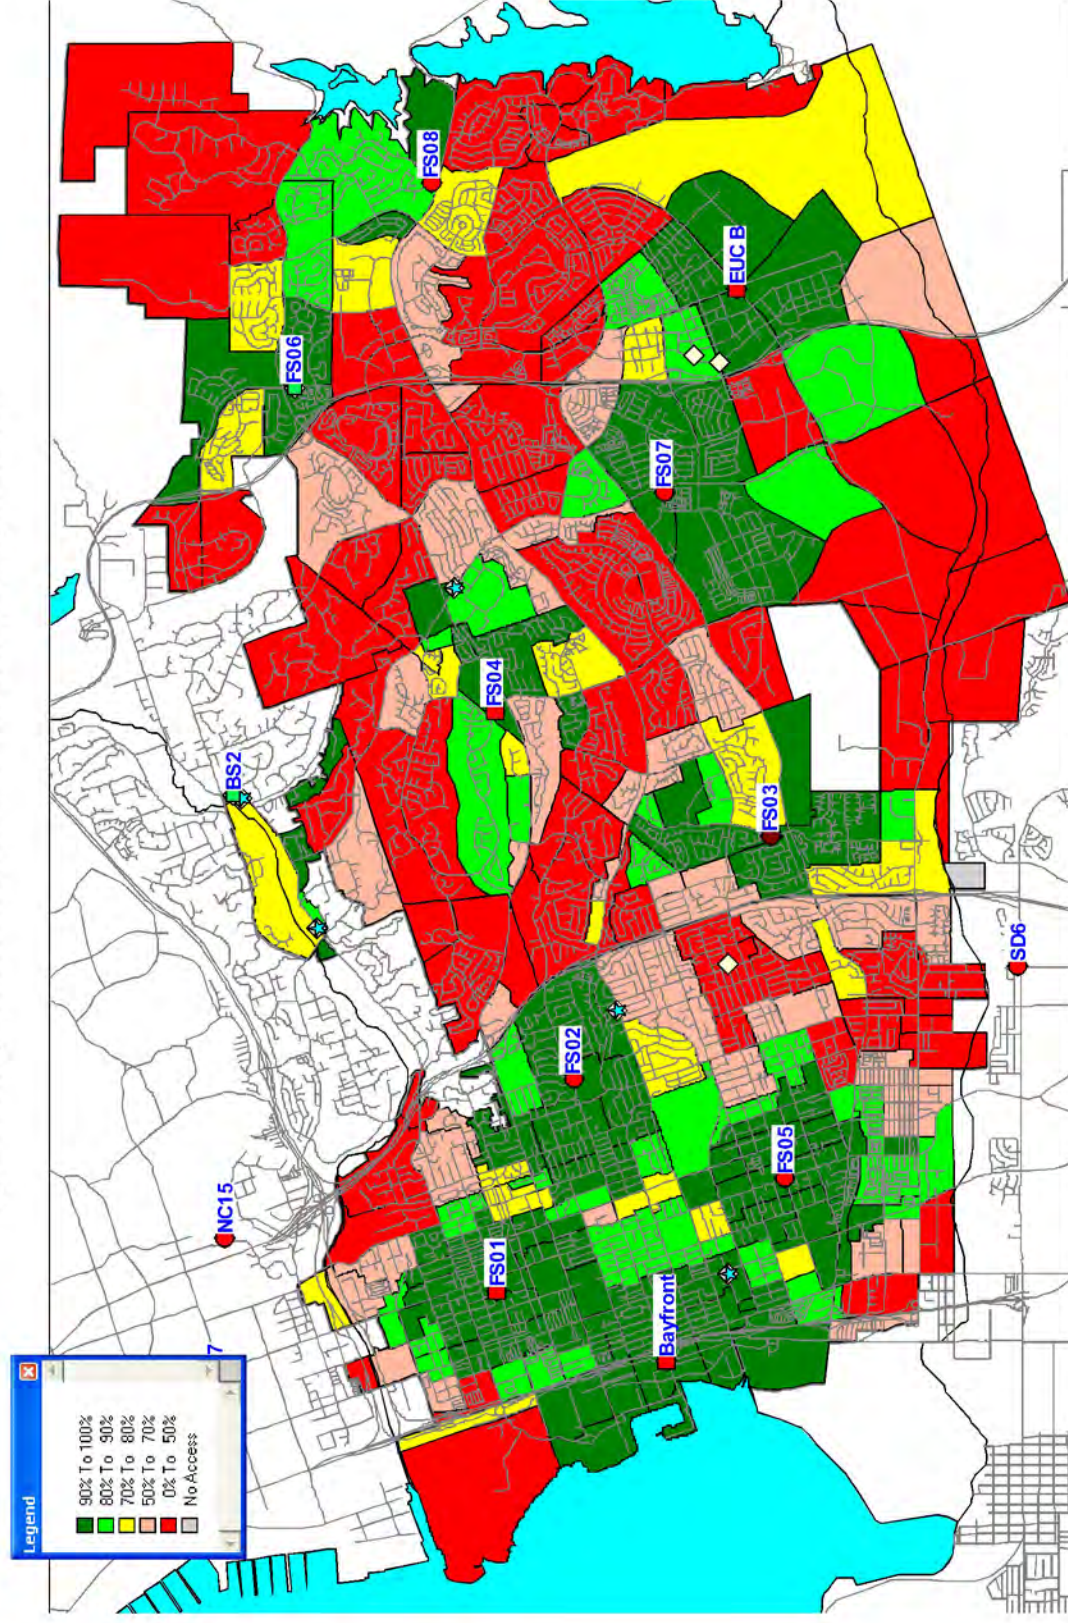 Legend
90% To 100%
80% To 90%
70% To 80%
50% To 70%
0% To 50%
No Access
7
NC15
BS2
FS06
FS08
FS01
FS02
FS04
FS07
EUC B
Bayfront
FS05
FS03
SD6